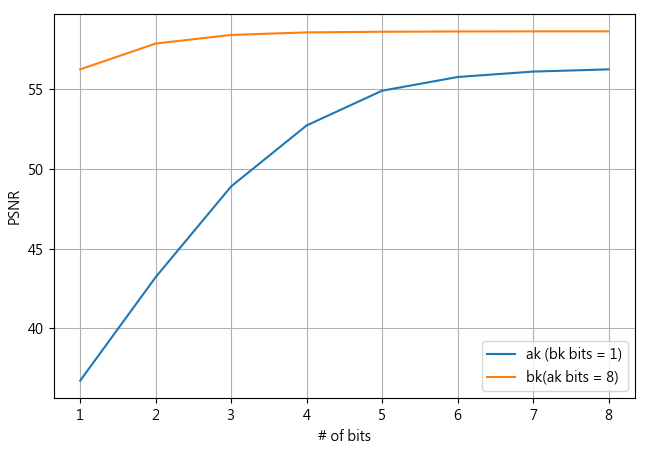 PSNR
55
50
45
40
1 2 3 4 5 6 7 8
# of bits
ak (bk bits = 1)
bk(ak bits = 8)